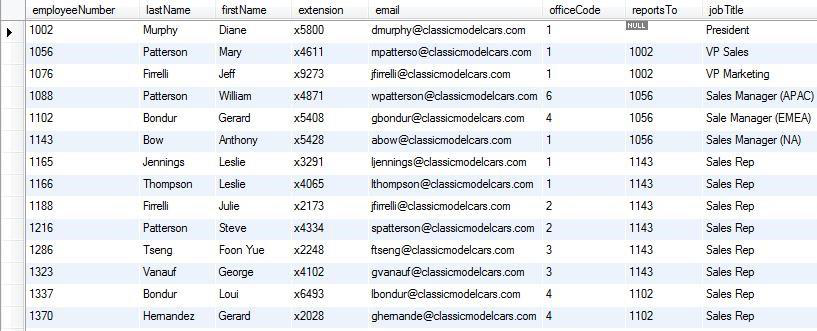 employeeNumber lastName firstName extension email officeCode reportsTo jobTitle
1002 Murphy Diane x5800 dmurphy@classicmodelcars.com 1 NULL President
1056 Patterson Mary x4611 mpatterso@classicmodelcars.com 1 1002 VP Sales
1076 Firrelli Jeff x9273 jfirrelli@classicmodelcars.com 1 1002 VP Marketing
1088 Patterson William x4871 wpatterson@classicmodelcars.com 6 1056 Sales Manager (APAC)
1102 Bondur Gerard x5408 gbondur@classicmodelcars.com 4 1056 Sale Manager (EMEA)
1143 Bow Anthony x5428 abow@classicmodelcars.com 1 1056 Sales Manager (NA)
1165 Jennings Leslie x3291 ljennings@classicmodelcars.com 1 1143 Sales Rep
1166 Thompson Leslie x4065 lthompson@classicmodelcars.com 1 1143 Sales Rep
1188 Firrelli Julie x2173 jfirrelli@classicmodelcars.com 2 1143 Sales Rep
1216 Patterson Steve x4334 spatterson@classicmodelcars.com 2 1143 Sales Rep
1286 Tseng Foon Yue x2248 ftseng@classicmodelcars.com 3 1143 Sales Rep
1323 Vanauf George x4102 gvanauf@classicmodelcars.com 3 1143 Sales Rep
1337 Bondur Loui x6493 lbondur@classicmodelcars.com 4 1102 Sales Rep
1370 Hernandez Gerard x2028 ghernande@classicmodelcars.com 4 1102 Sales Rep